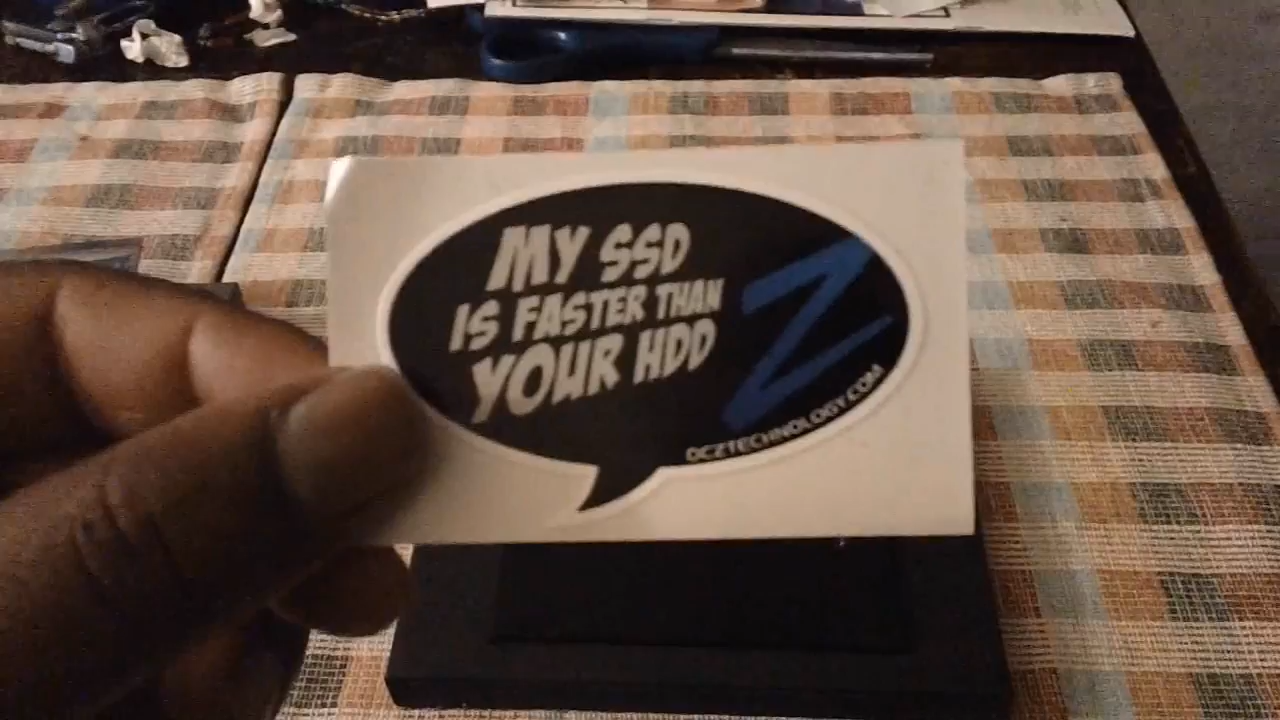 MY SSD
IS FASTER THAN
YOUR HDD
Z
OCZTECHNOLOGY.COM